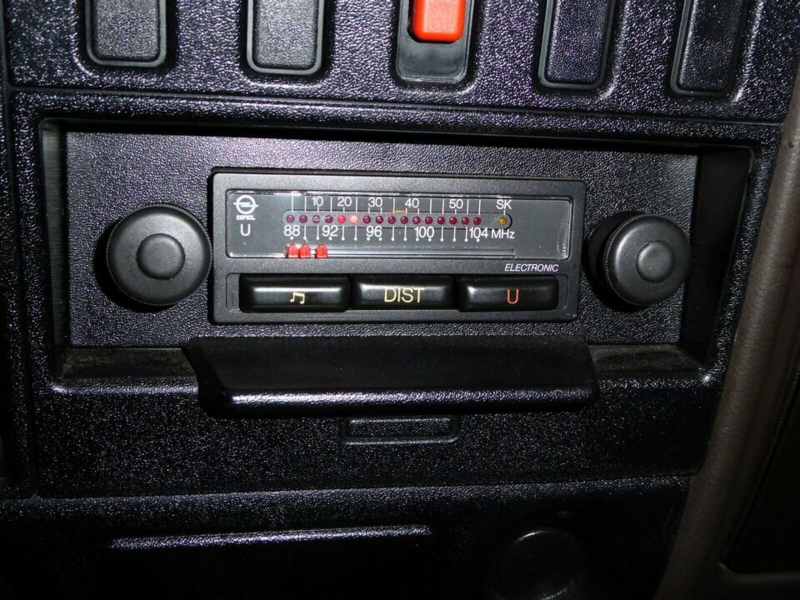 10 20 30 40 50 SK
OPEL
U 88 92 96 100 104 MHz
ELECTRONIC
DIST U